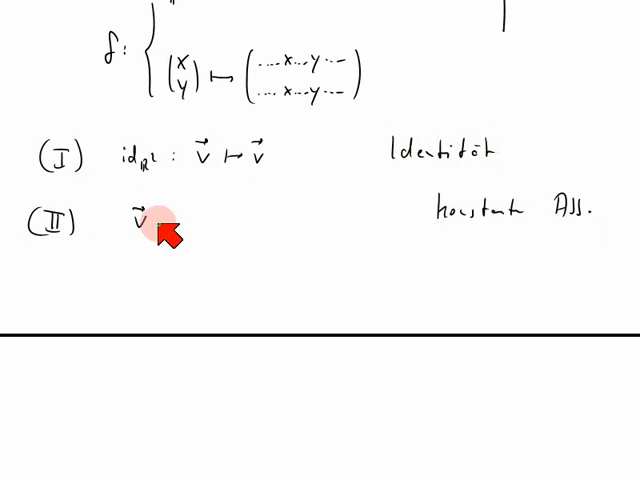 f: { (x y) ↦ (....x...y... ....x...y...)
(I) id_ℝ² : v⃗ ↦ v⃗ Identität
(II) v⃗ konstante Abb.